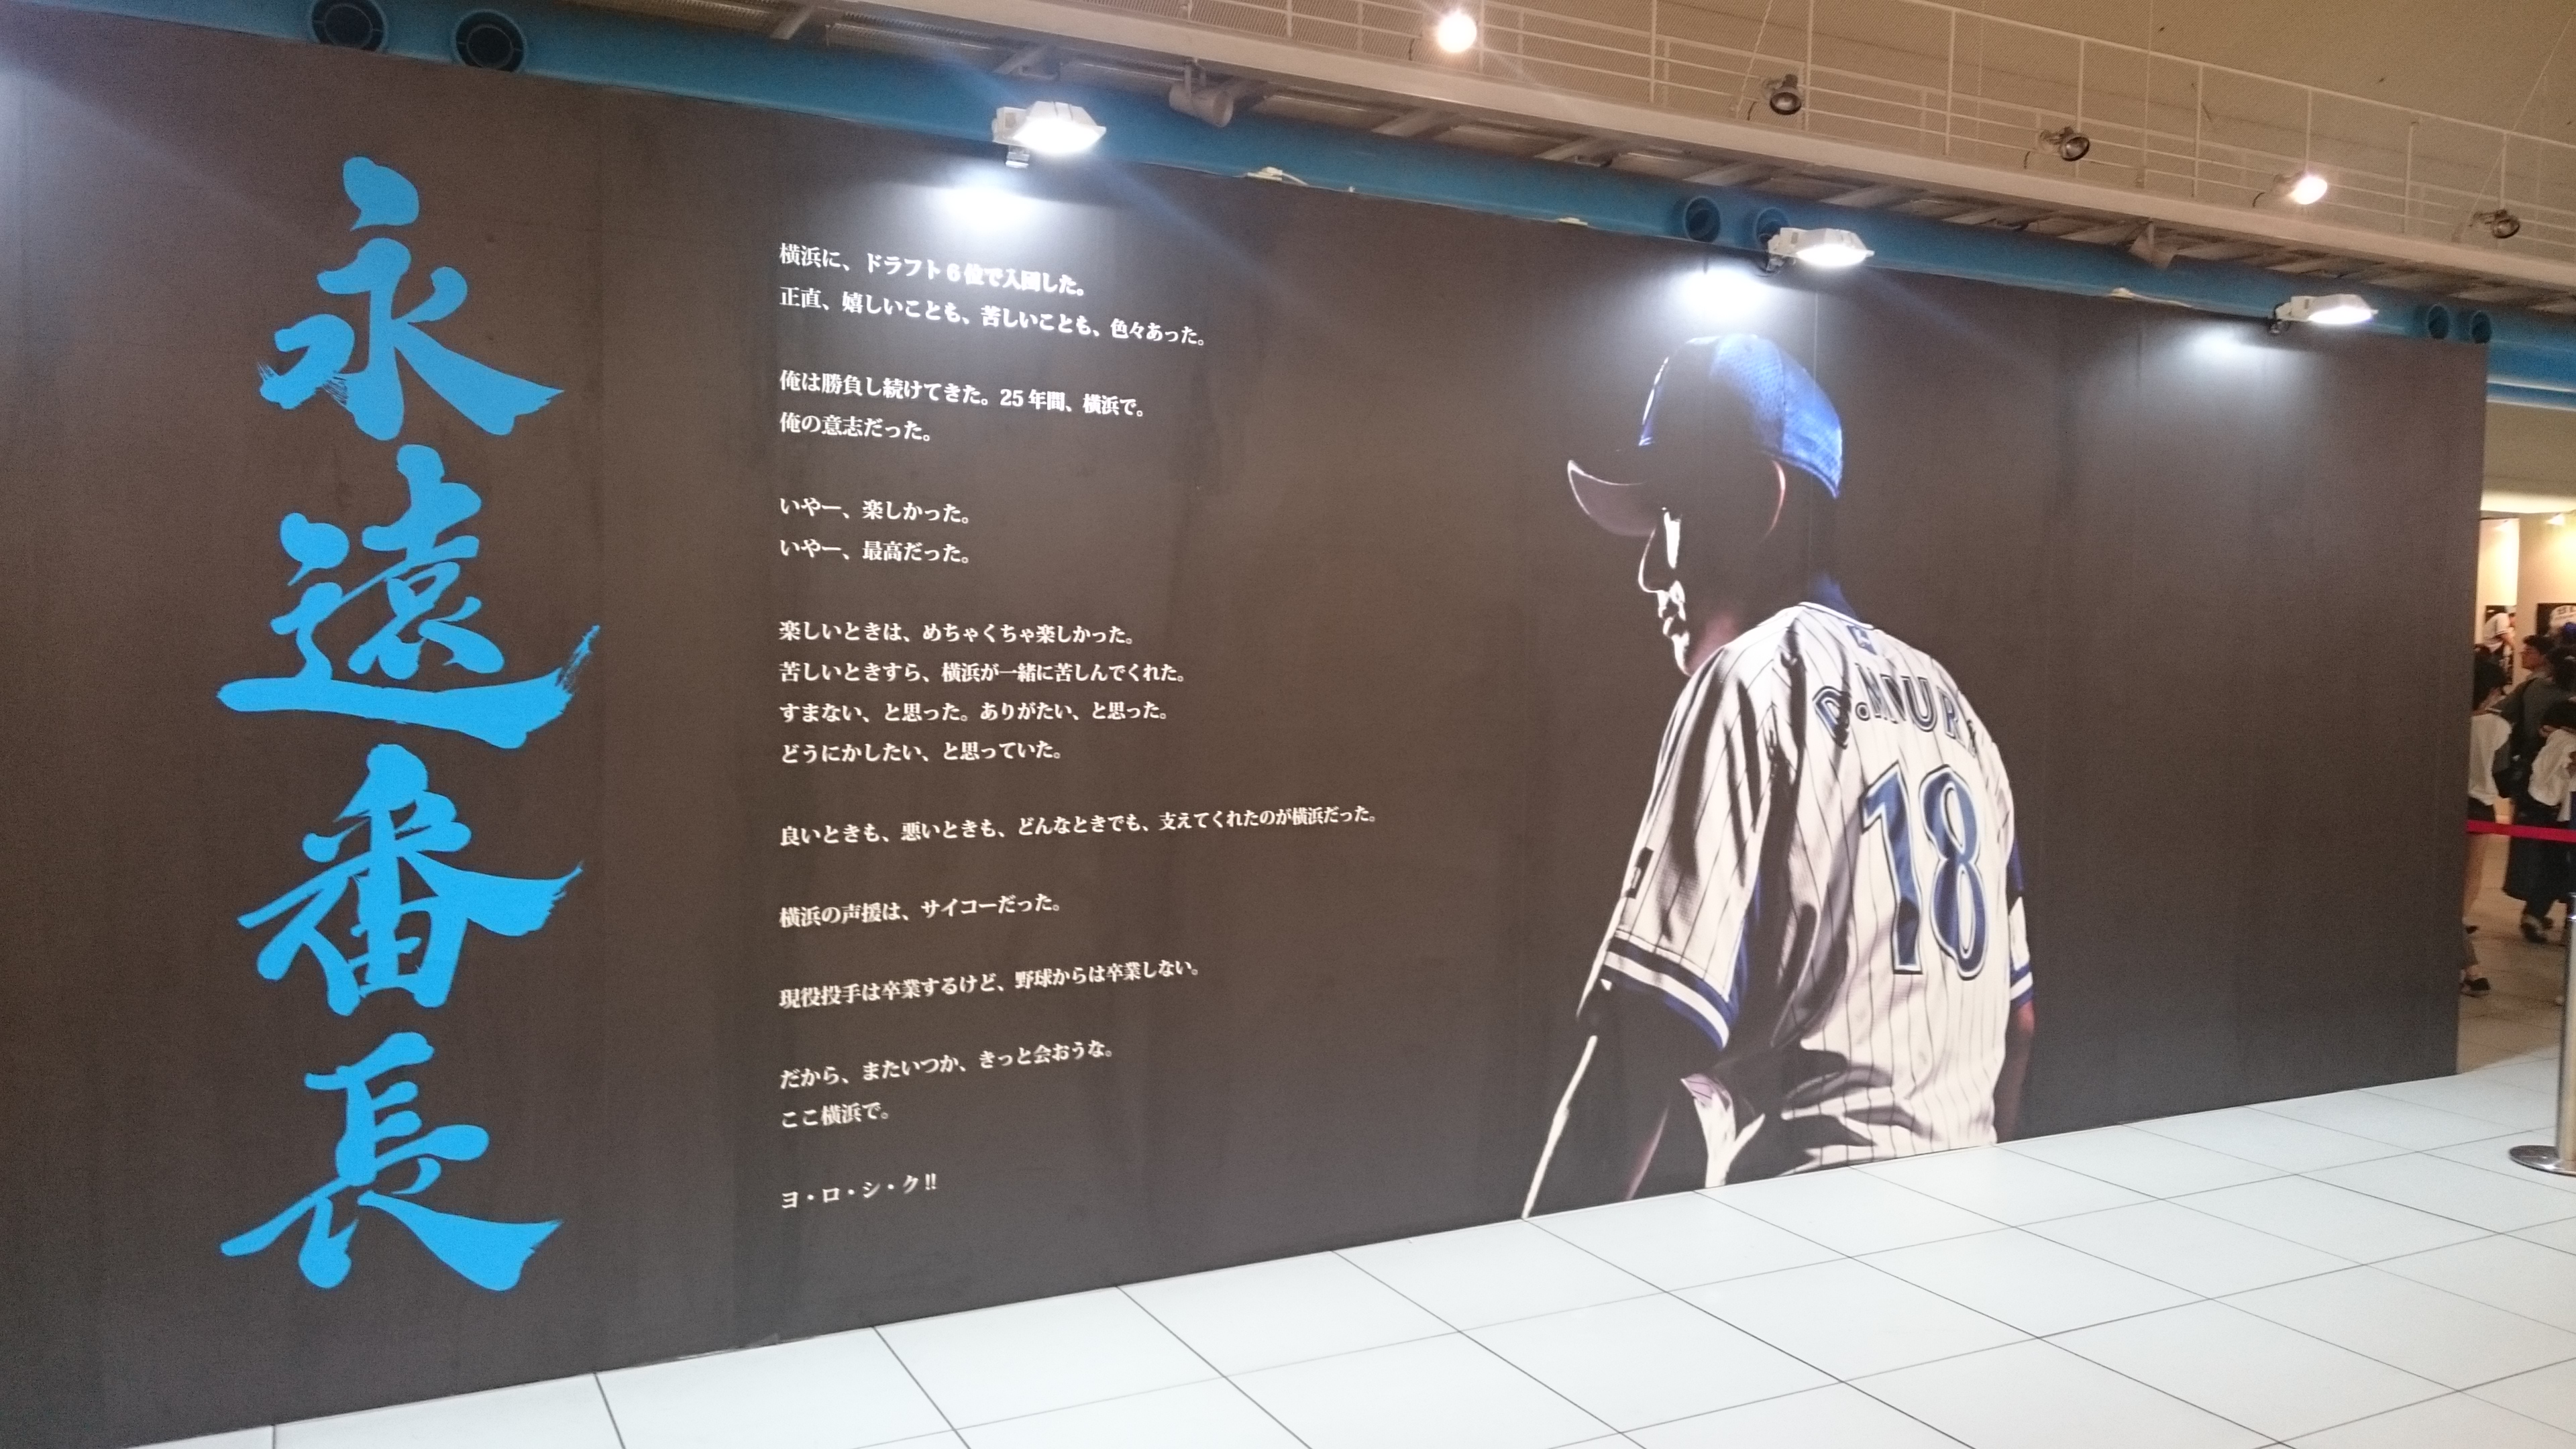 永遠番長
横浜に、ドラフト6位で入団した。
正直、嬉しいことも、苦しいことも、色々あった。
俺は勝負し続けてきた。25年間、横浜で。
俺の意志だった。
いやー、楽しかった。
いやー、最高だった。
楽しいときは、めちゃくちゃ楽しかった。
苦しいときすら、横浜が一緒に苦しんでくれた。
すまない、と思った。ありがたい、と思った。
どうにかしたい、と思っていた。
良いときも、悪いときも、どんなときでも、支えてくれたのが横浜だった。
横浜の声援は、サイコーだった。
現役投手は卒業するけど、野球からは卒業しない。
だから、またいつか、きっと会おうな。
ここ横浜で。
ヨ・ロ・シ・ク!!
D.MIURA
18